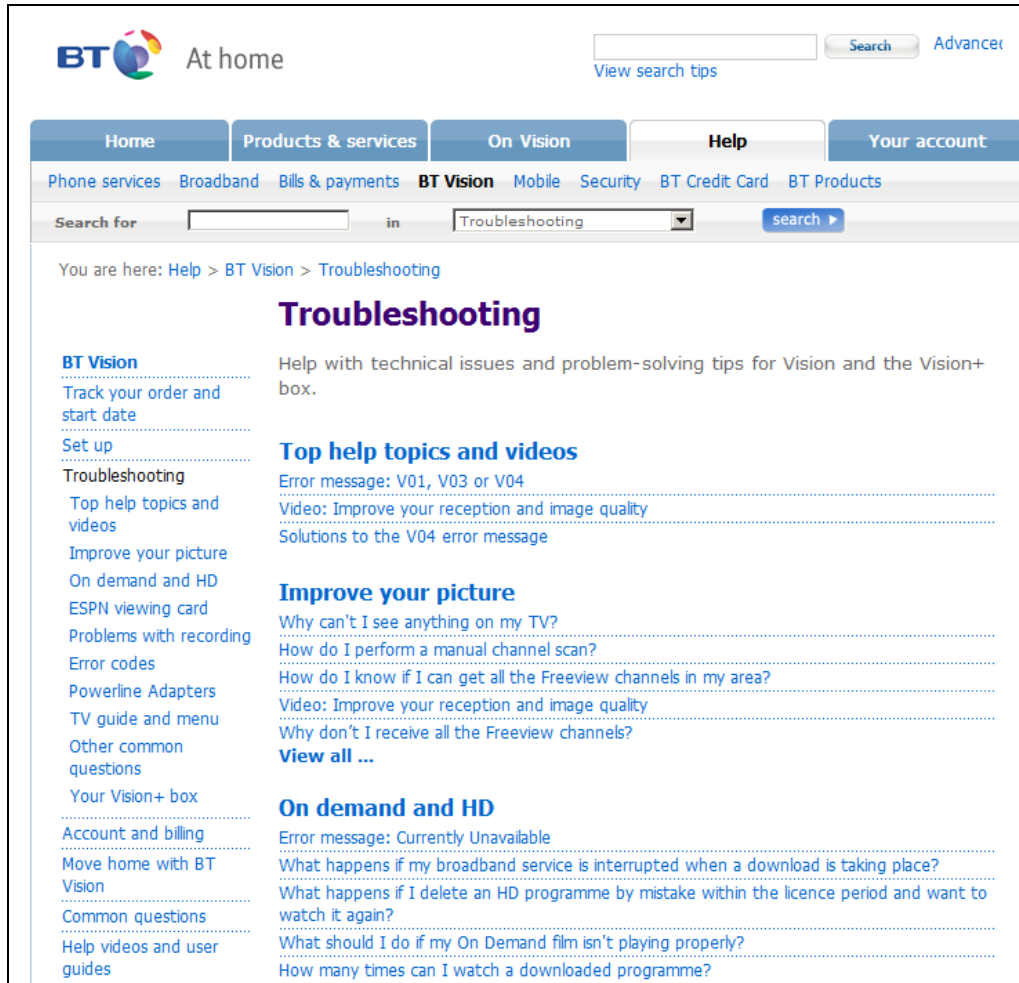 BT At home
Search
Advanced
View search tips
Home Products & services On Vision Help Your account
Phone services Broadband Bills & payments BT Vision Mobile Security BT Credit Card BT Products
Search for in Troubleshooting search
You are here: Help > BT Vision > Troubleshooting
Troubleshooting
Help with technical issues and problem-solving tips for Vision and the Vision+
box.
BT Vision
Track your order and
start date
Set up
Troubleshooting
Top help topics and
videos
Improve your picture
On demand and HD
ESPN viewing card
Problems with recording
Error codes
Powerline Adapters
TV guide and menu
Other common
questions
Your Vision+ box
Account and billing
Move home with BT
Vision
Common questions
Help videos and user
guides
Top help topics and videos
Error message: V01, V03 or V04
Video: Improve your reception and image quality
Solutions to the V04 error message
Improve your picture
Why can't I see anything on my TV?
How do I perform a manual channel scan?
How do I know if I can get all the Freeview channels in my area?
Video: Improve your reception and image quality
Why don't I receive all the Freeview channels?
View all ...
On demand and HD
Error message: Currently Unavailable
What happens if my broadband service is interrupted when a download is taking place?
What happens if I delete an HD programme by mistake within the licence period and want to
watch it again?
What should I do if my On Demand film isn't playing properly?
How many times can I watch a downloaded programme?